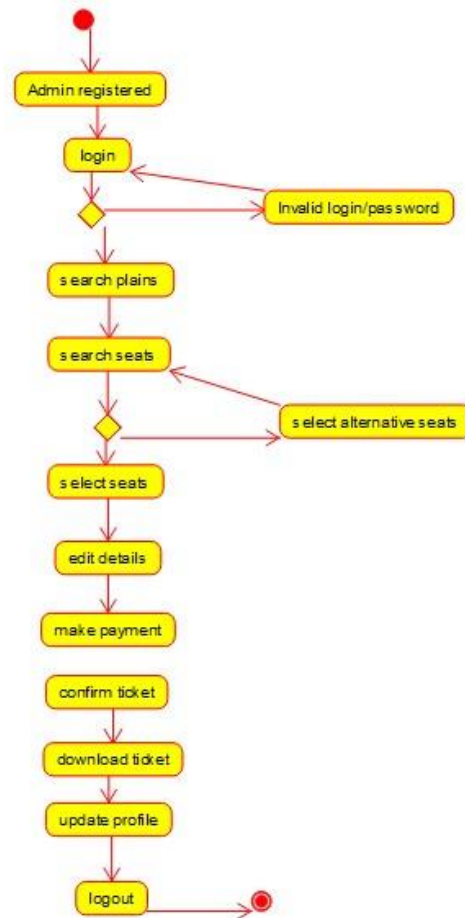 Admin registered
login
Invalid login/password
search plains
search seats
select alternative seats
select seats
edit details
make payment
confirm ticket
download ticket
update profile
logout